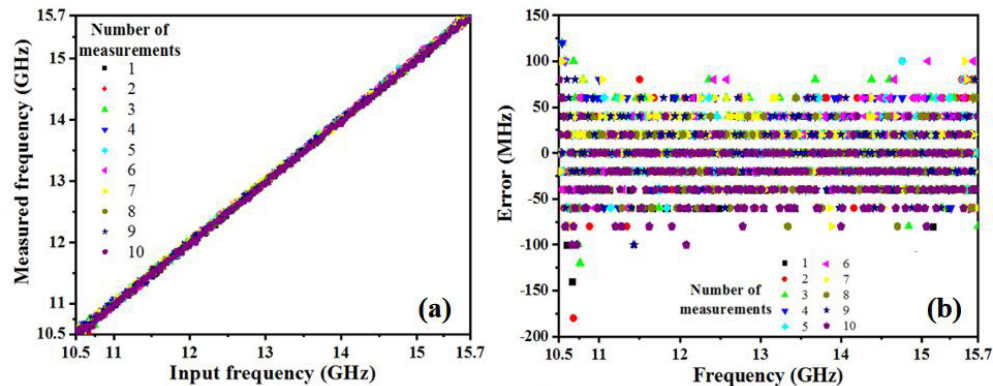 15.7
15
14
13
12
11
10.5
Measured frequency (GHz)
Number of
measurements
1
2
3
4
5
6
7
8
9
10
(a)
10.5 11 12 13 14 15 15.7
Input frequency (GHz)
150
100
50
0
-50
-100
-150
-200
Error (MHz)
Number of
measurements
1 6
2 7
3 8
4 9
5 10
(b)
10.5 11 12 13 14 15 15.7
Frequency (GHz)